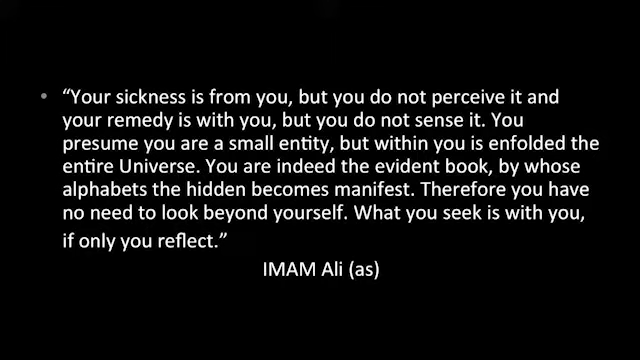 • “Your sickness is from you, but you do not perceive it and
your remedy is with you, but you do not sense it. You
presume you are a small entity, but within you is enfolded the
entire Universe. You are indeed the evident book, by whose
alphabets the hidden becomes manifest. Therefore you have
no need to look beyond yourself. What you seek is with you,
if only you reflect.”
IMAM Ali (as)